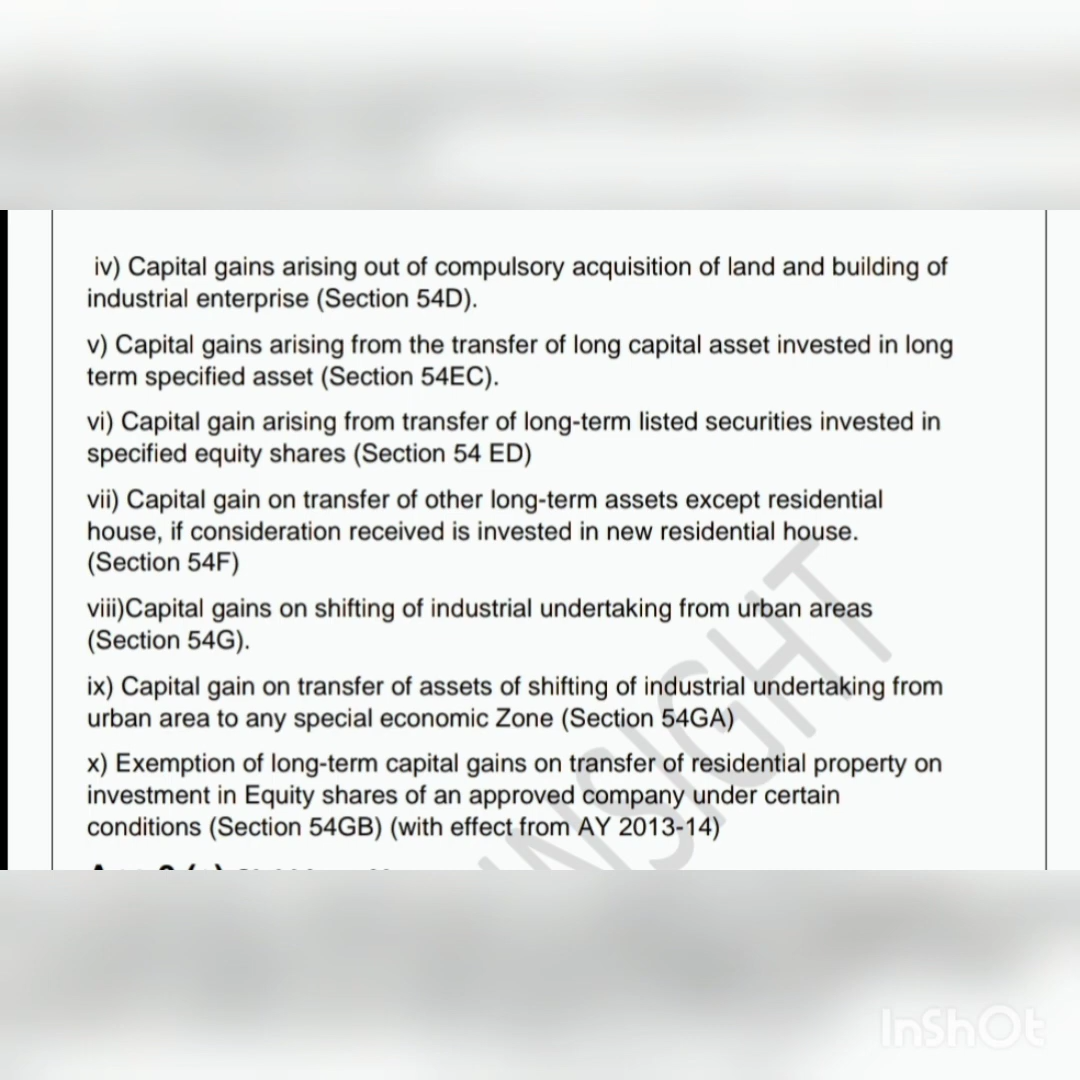 iv) Capital gains arising out of compulsory acquisition of land and building of
industrial enterprise (Section 54D).
v) Capital gains arising from the transfer of long capital asset invested in long
term specified asset (Section 54EC).
vi) Capital gain arising from transfer of long-term listed securities invested in
specified equity shares (Section 54 ED)
vii) Capital gain on transfer of other long-term assets except residential
house, if consideration received is invested in new residential house.
(Section 54F)
viii)Capital gains on shifting of industrial undertaking from urban areas
(Section 54G).
ix) Capital gain on transfer of assets of shifting of industrial undertaking from
urban area to any special economic Zone (Section 54GA)
x) Exemption of long-term capital gains on transfer of residential property on
investment in Equity shares of an approved company under certain
conditions (Section 54GB) (with effect from AY 2013-14)
INSIGHT
InShOt